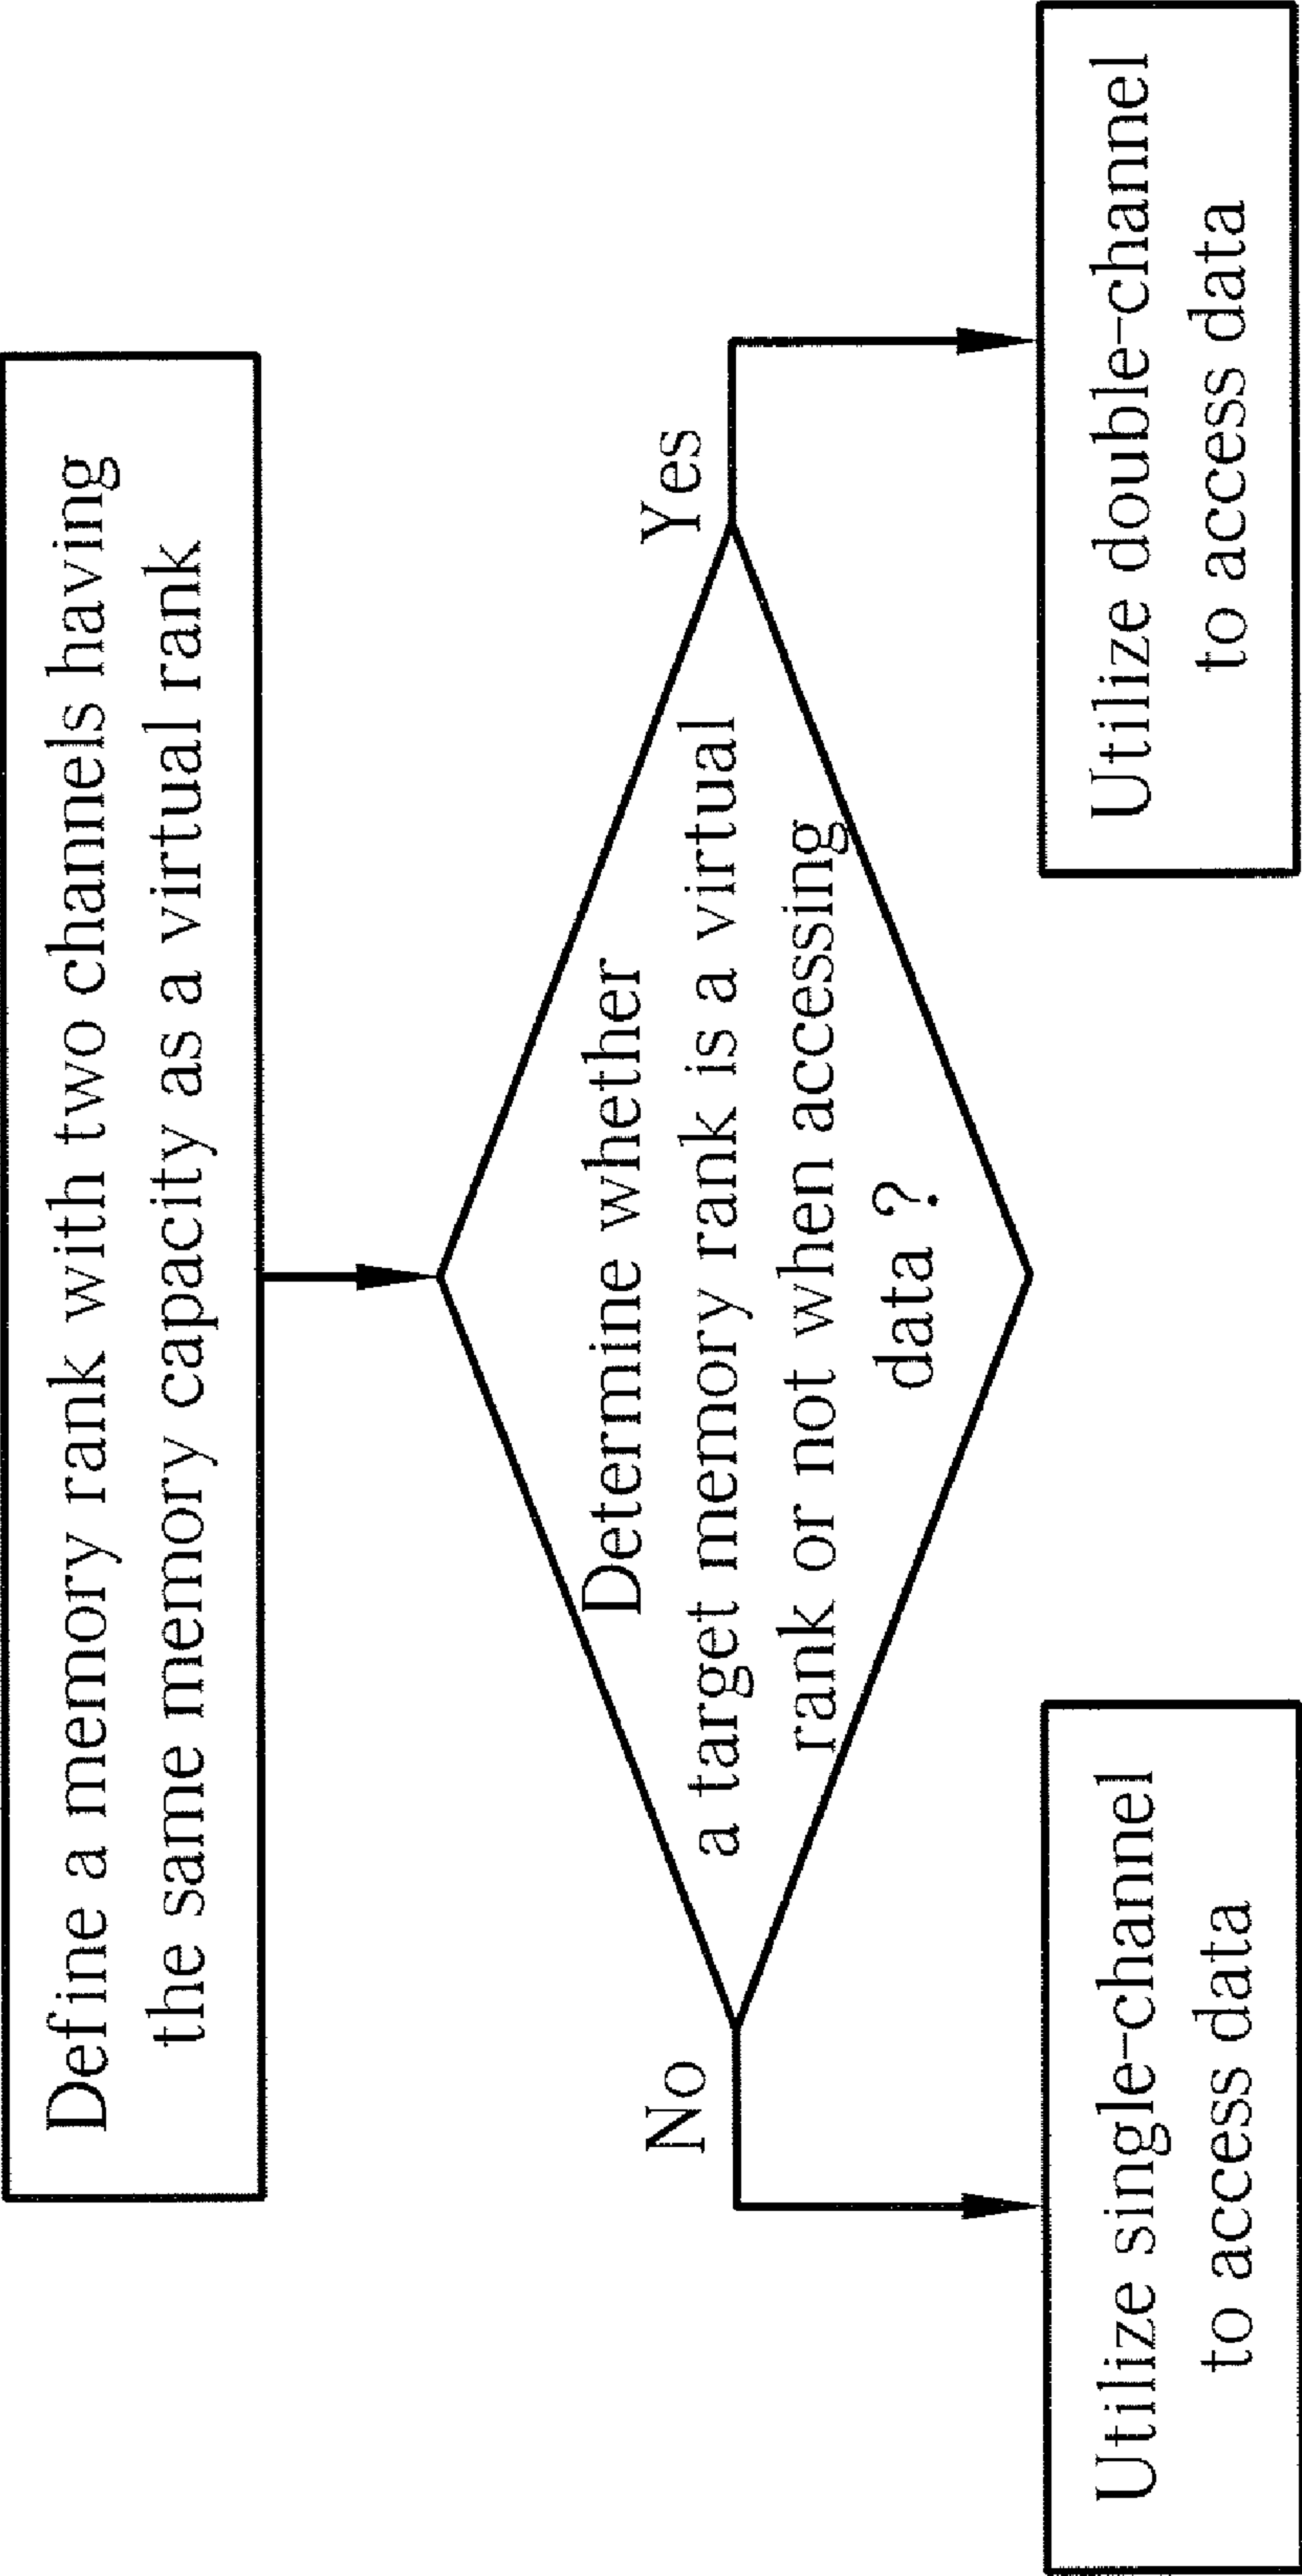 Define a memory rank with two channels having
the same memory capacity as a virtual rank
Determine whether
a target memory rank is a virtual
rank or not when accessing
data ?
No
Yes
Utilize single-channel
to access data
Utilize double-channel
to access data